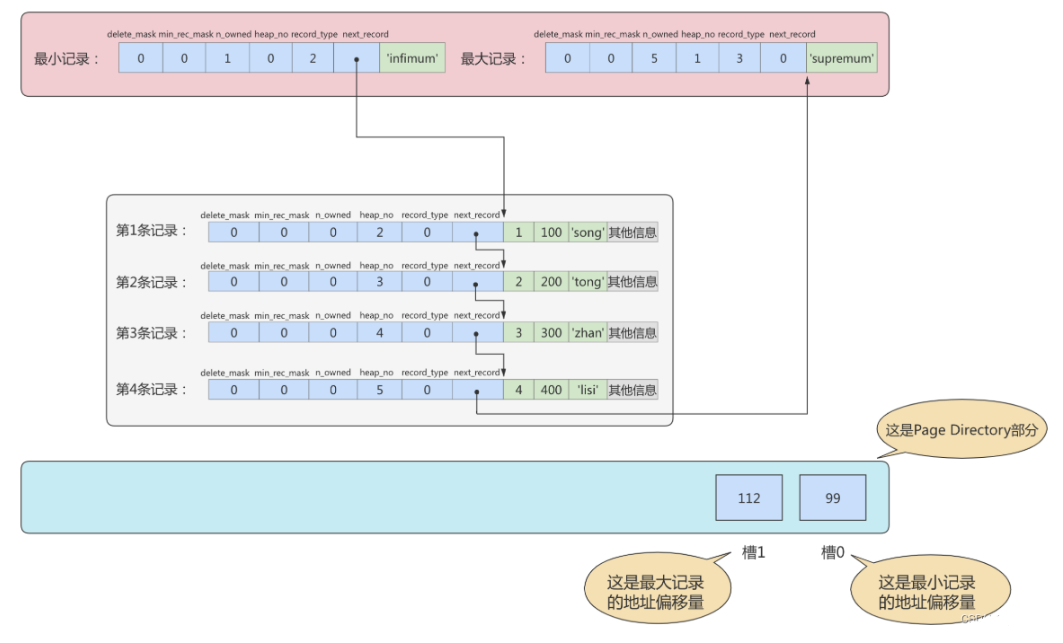 delete_mask min_rec_mask n_owned heap_no record_type next_record
最小记录： 0 0 1 0 2 'infimum'
delete_mask min_rec_mask n_owned heap_no record_type next_record
最大记录： 0 0 5 1 3 0 'supremum'
delete_mask min_rec_mask n_owned heap_no record_type next_record
第1条记录： 0 0 0 2 0 1 100 'song' 其他信息
delete_mask min_rec_mask n_owned heap_no record_type next_record
第2条记录： 0 0 0 3 0 2 200 'tong' 其他信息
delete_mask min_rec_mask n_owned heap_no record_type next_record
第3条记录： 0 0 0 4 0 3 300 'zhan' 其他信息
delete_mask min_rec_mask n_owned heap_no record_type next_record
第4条记录： 0 0 0 5 0 4 400 'lisi' 其他信息
这是Page Directory部分
112 99
槽1 槽0
这是最大记录
的地址偏移量
这是最小记录
的地址偏移量